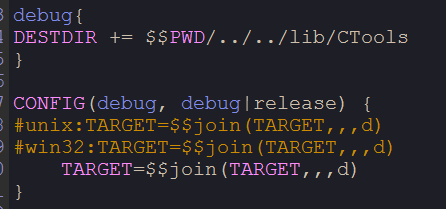 debug{
DESTDIR += $$PWD/../../lib/CTools
}
CONFIG(debug, debug|release) {
#unix:TARGET=$$join(TARGET,,,d)
#win32:TARGET=$$join(TARGET,,,d)
TARGET=$$join(TARGET,,,d)
}